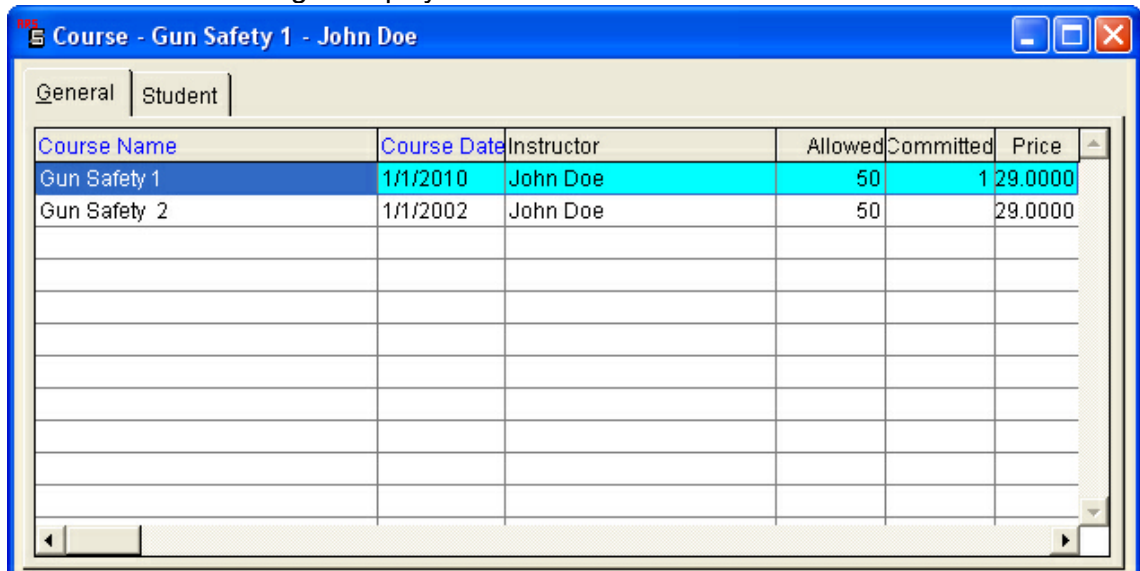 Course - Gun Safety 1 - John Doe
General Student
Course Name Course Date Instructor Allowed Committed Price
Gun Safety 1 1/1/2010 John Doe 50 1 29.0000
Gun Safety 2 1/1/2002 John Doe 50 29.0000